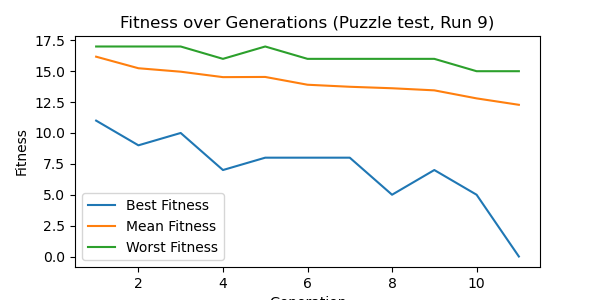 Fitness over Generations (Puzzle test, Run 9)
17.5
15.0
12.5
10.0
7.5
5.0
2.5
0.0
Fitness
Best Fitness
Mean Fitness
Worst Fitness
2 4 6 8 10
Generation